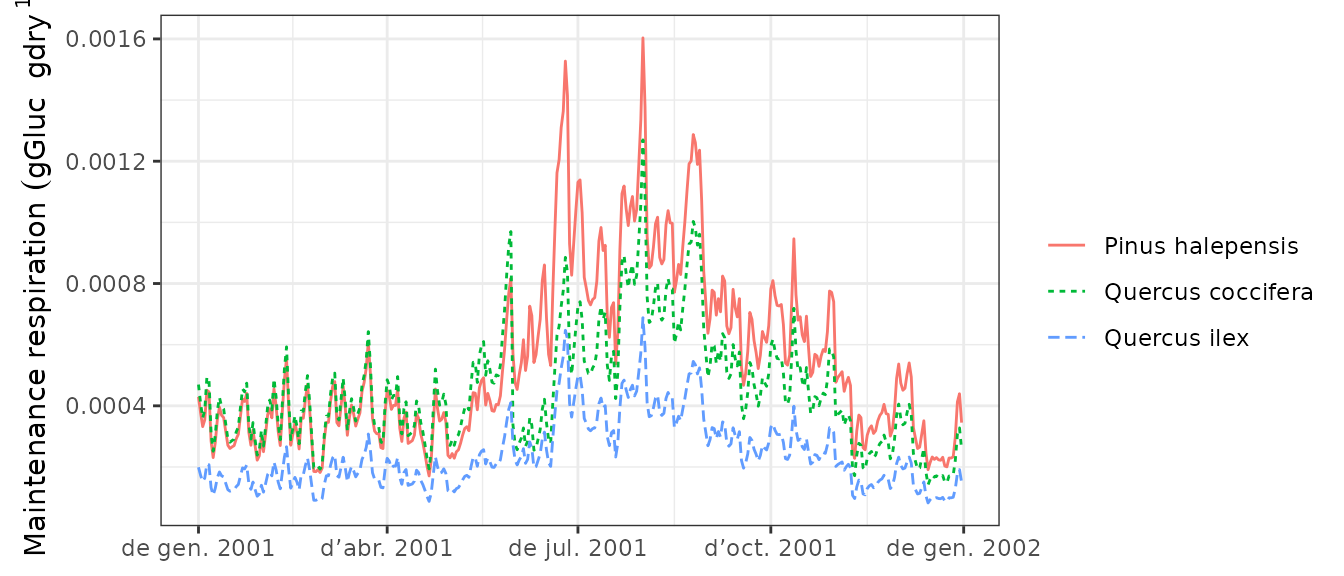 Maintenance respiration (gGluc gdry¹
0.0016
0.0012
0.0008
0.0004
de gen. 2001
d’abr. 2001
de jul. 2001
d’oct. 2001
de gen. 2002
Pinus halepensis
Quercus coccifera
Quercus ilex